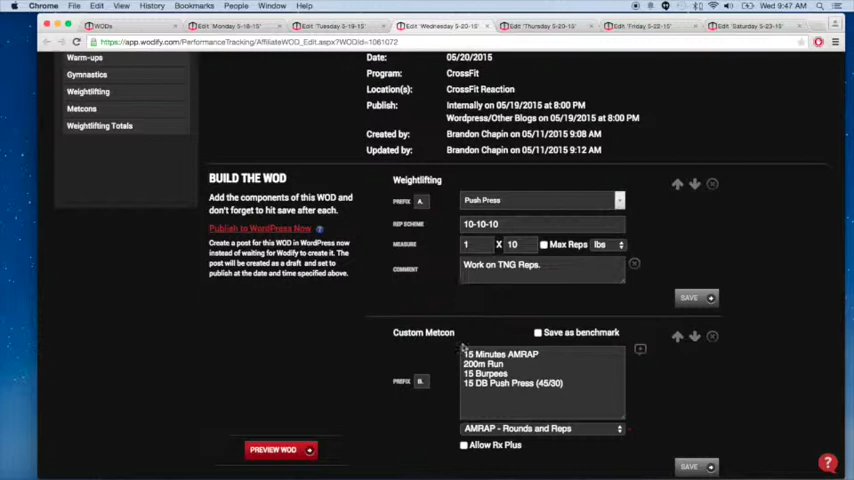 Chrome File Edit View History Bookmarks People Window Help
Wed 9:47 AM
WODs
Edit 'Monday 5-18-15'
Edit 'Tuesday 5-19-15'
Edit 'Wednesday 5-20-15'
Edit 'Thursday 5-20-15'
Edit 'Friday 5-22-15'
Edit 'Saturday 5-23-15'
https://app.wodify.com/PerformanceTracking/AffiliateWOD_Edit.aspx?WODId=1061072
Warm-ups
Gymnastics
Weightlifting
Metcons
Weightlifting Totals
Date: 05/20/2015
Program: CrossFit
Location(s): CrossFit Reaction
Publish: Internally on 05/19/2015 at 8:00 PM
Wordpress/Other Blogs on 05/19/2015 at 8:00 PM
Created by: Brandon Chapin on 05/11/2015 9:08 AM
Updated by: Brandon Chapin on 05/11/2015 9:12 AM
BUILD THE WOD
Add the components of this WOD and
don't forget to hit save after each.
Publish to WordPress Now ?
Create a post for this WOD in WordPress now
instead of waiting for Wodify to create it. The
post will be created as a draft and set to
publish at the date and time specified above.
PREVIEW WOD
Weightlifting
PREFIX A. Push Press
REP SCHEME 10-10-10
MEASURE 1 X 10 Max Reps lbs
COMMENT Work on TNG Reps.
SAVE
Custom Metcon Save as benchmark
15 Minutes AMRAP
200m Run
15 Burpees
15 DB Push Press (45/30)
PREFIX B.
AMRAP - Rounds and Reps
Allow Rx Plus
SAVE
?